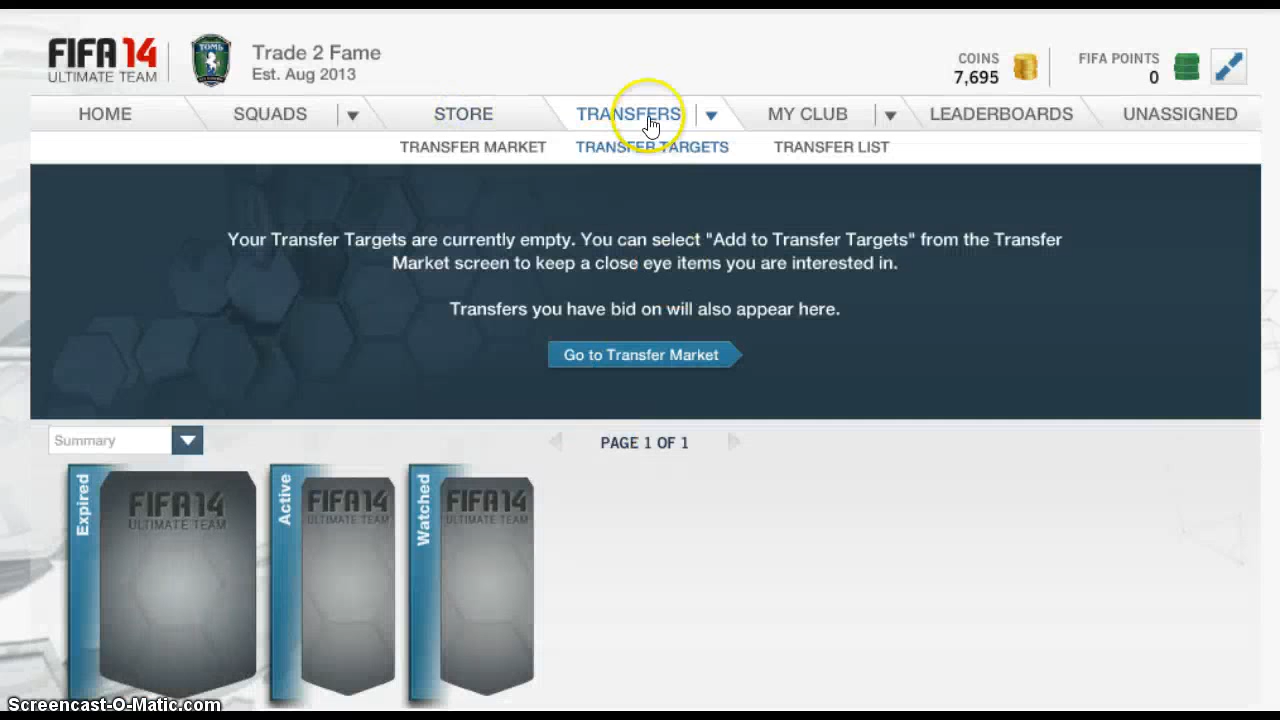 FIFA 14
ULTIMATE TEAM
TOMB
Trade 2 Fame
Est. Aug 2013
COINS
7,695
FIFA POINTS
0
HOME
SQUADS
STORE
TRANSFERS
MY CLUB
LEADERBOARDS
UNASSIGNED
TRANSFER MARKET
TRANSFER TARGETS
TRANSFER LIST
Your Transfer Targets are currently empty. You can select "Add to Transfer Targets" from the Transfer
Market screen to keep a close eye items you are interested in.
Transfers you have bid on will also appear here.
Go to Transfer Market
Summary
PAGE 1 OF 1
Expired
FIFA 14
ULTIMATE TEAM
Active
FIFA 14
ULTIMATE TEAM
Watched
FIFA 14
ULTIMATE TEAM
Screencast-O-Matic.com